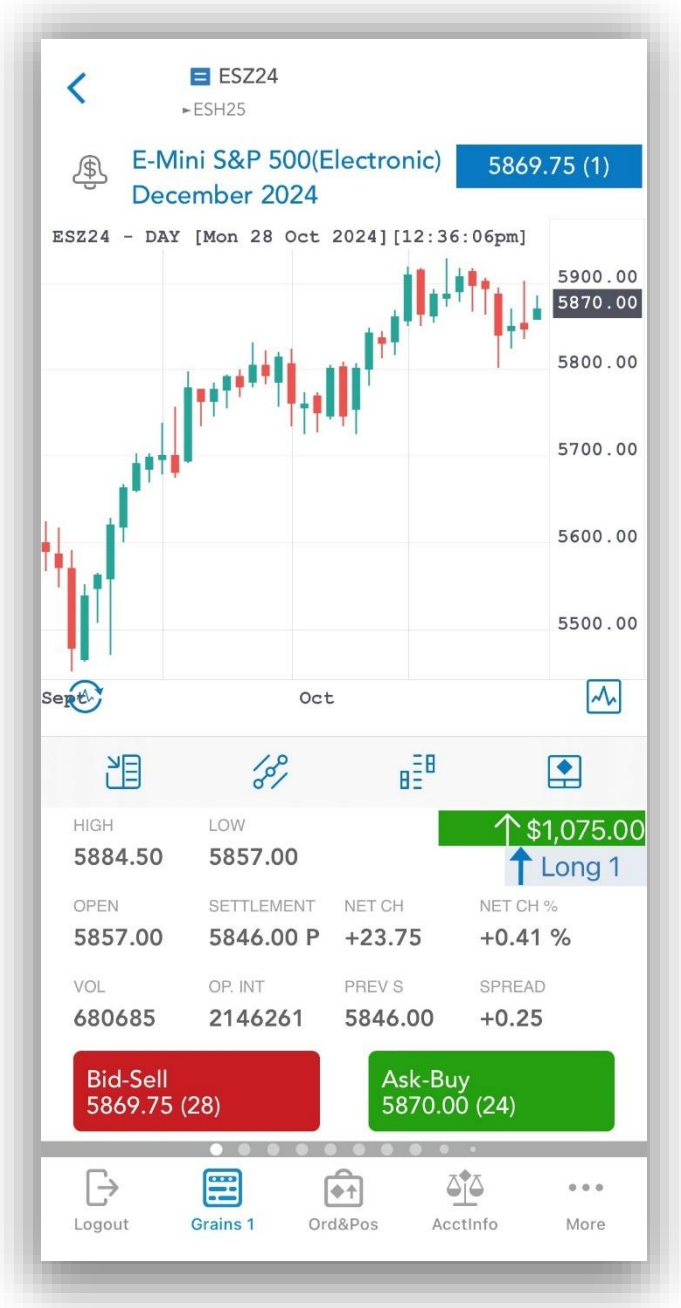 ESZ24
►ESH25
E-Mini S&P 500(Electronic)
December 2024
5869.75 (1)
ESZ24 - DAY [Mon 28 Oct 2024][12:36:06pm]
5900.00
5870.00
5800.00
5700.00
5600.00
5500.00
Sept
Oct
HIGH
LOW
5884.50
5857.00
$1,075.00
Long 1
OPEN
SETTLEMENT
NET CH
NET CH %
5857.00
5846.00 P
+23.75
+0.41 %
VOL
OP. INT
PREV S
SPREAD
680685
2146261
5846.00
+0.25
Bid-Sell
5869.75 (28)
Ask-Buy
5870.00 (24)
Logout
Grains 1
Ord&Pos
AcctInfo
More